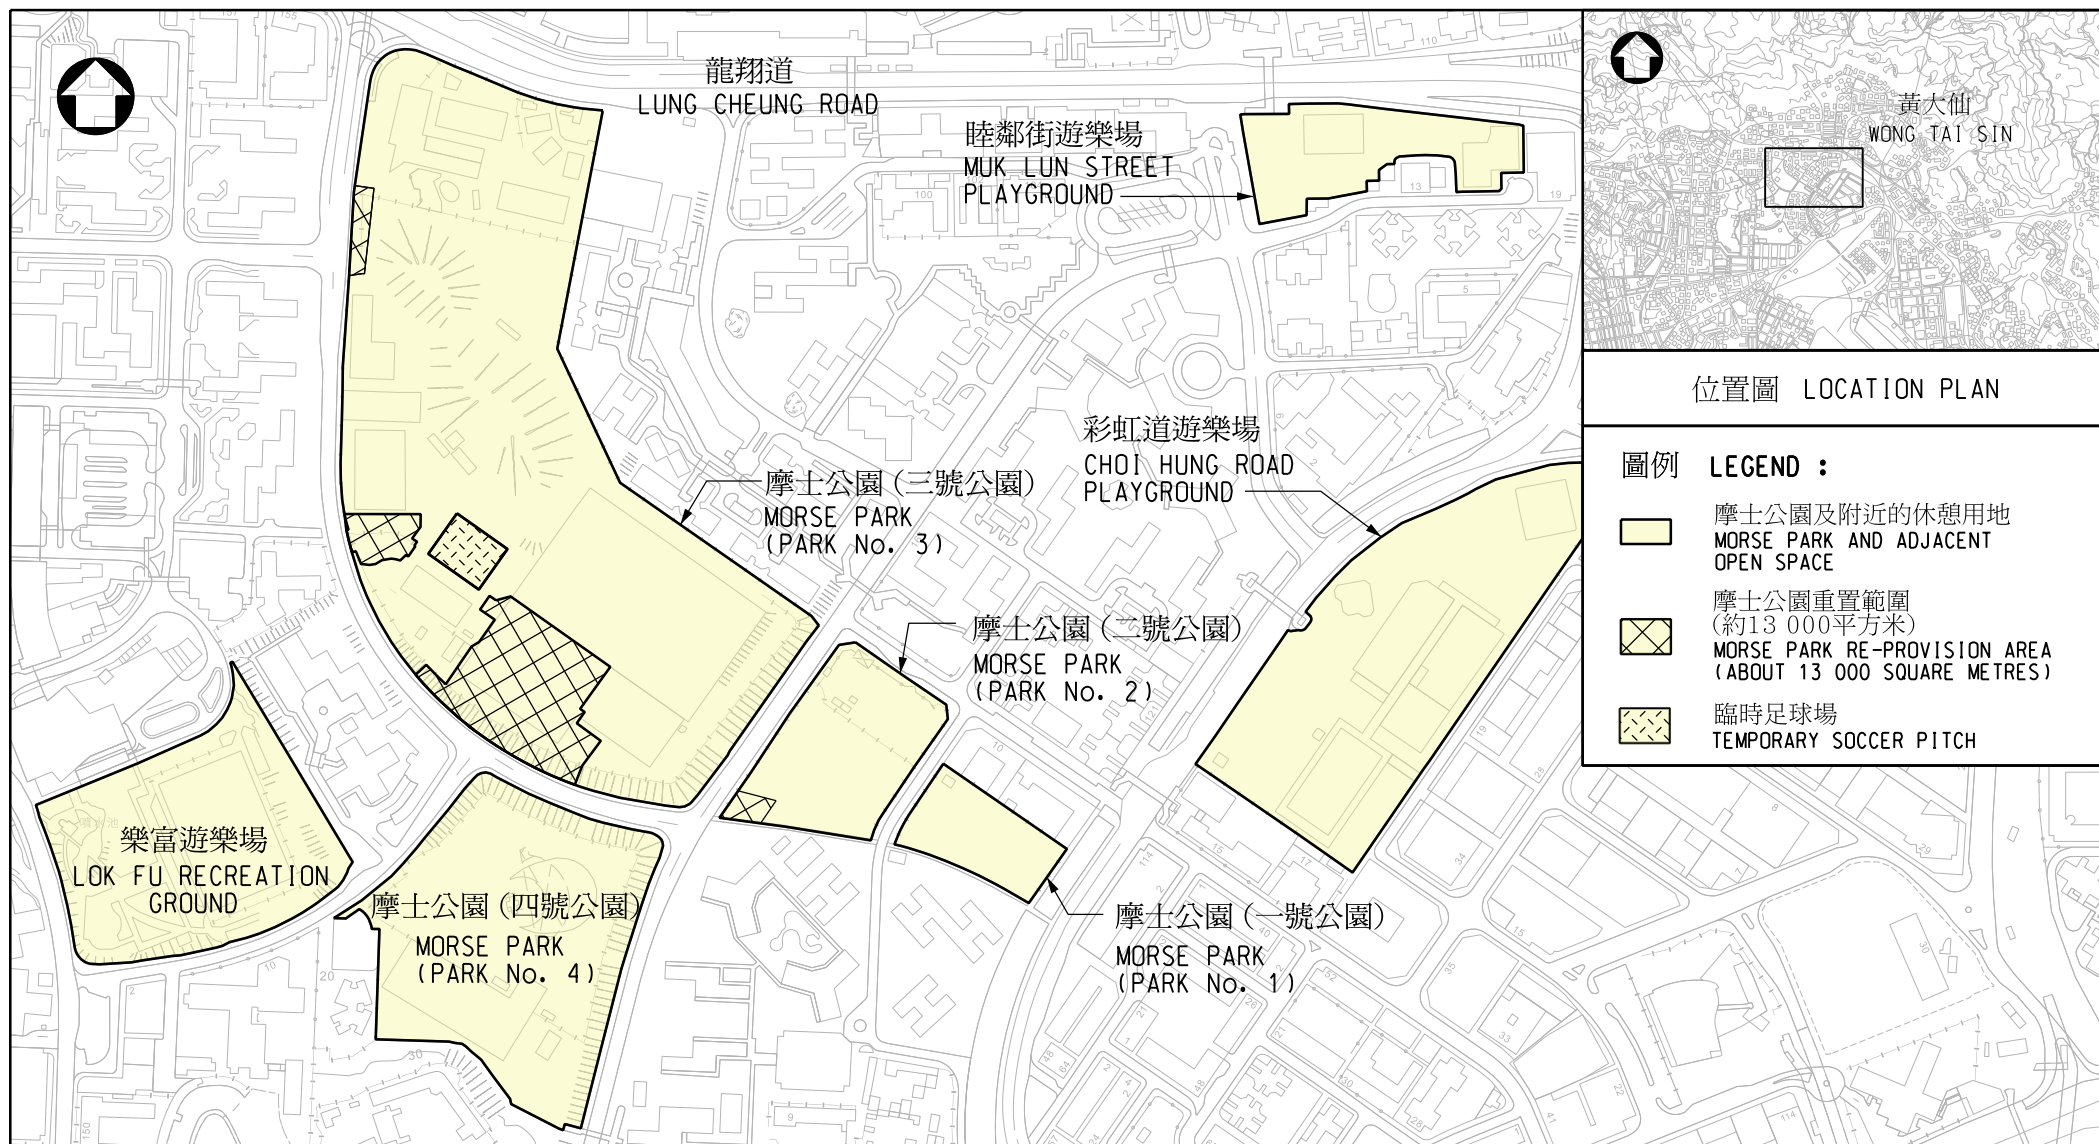 龍翔道
LUNG CHEUNG ROAD
睦鄰街遊樂場
MUK LUN STREET
PLAYGROUND
彩虹道遊樂場
CHOI HUNG ROAD
PLAYGROUND
摩士公園(三號公園)
MORSE PARK
(PARK No. 3)
摩士公園(二號公園)
MORSE PARK
(PARK No. 2)
摩士公園(一號公園)
MORSE PARK
(PARK No. 1)
樂富遊樂場
LOK FU RECREATION
GROUND
摩士公園(四號公園)
MORSE PARK
(PARK No. 4)
黃大仙
WONG TAI SIN
位置圖 LOCATION PLAN
圖例 LEGEND :
摩士公園及附近的休憩用地
MORSE PARK AND ADJACENT
OPEN SPACE
摩士公園重置範圍
(約13 000平方米)
MORSE PARK RE-PROVISION AREA
(ABOUT 13 000 SQUARE METRES)
臨時足球場
TEMPORARY SOCCER PITCH